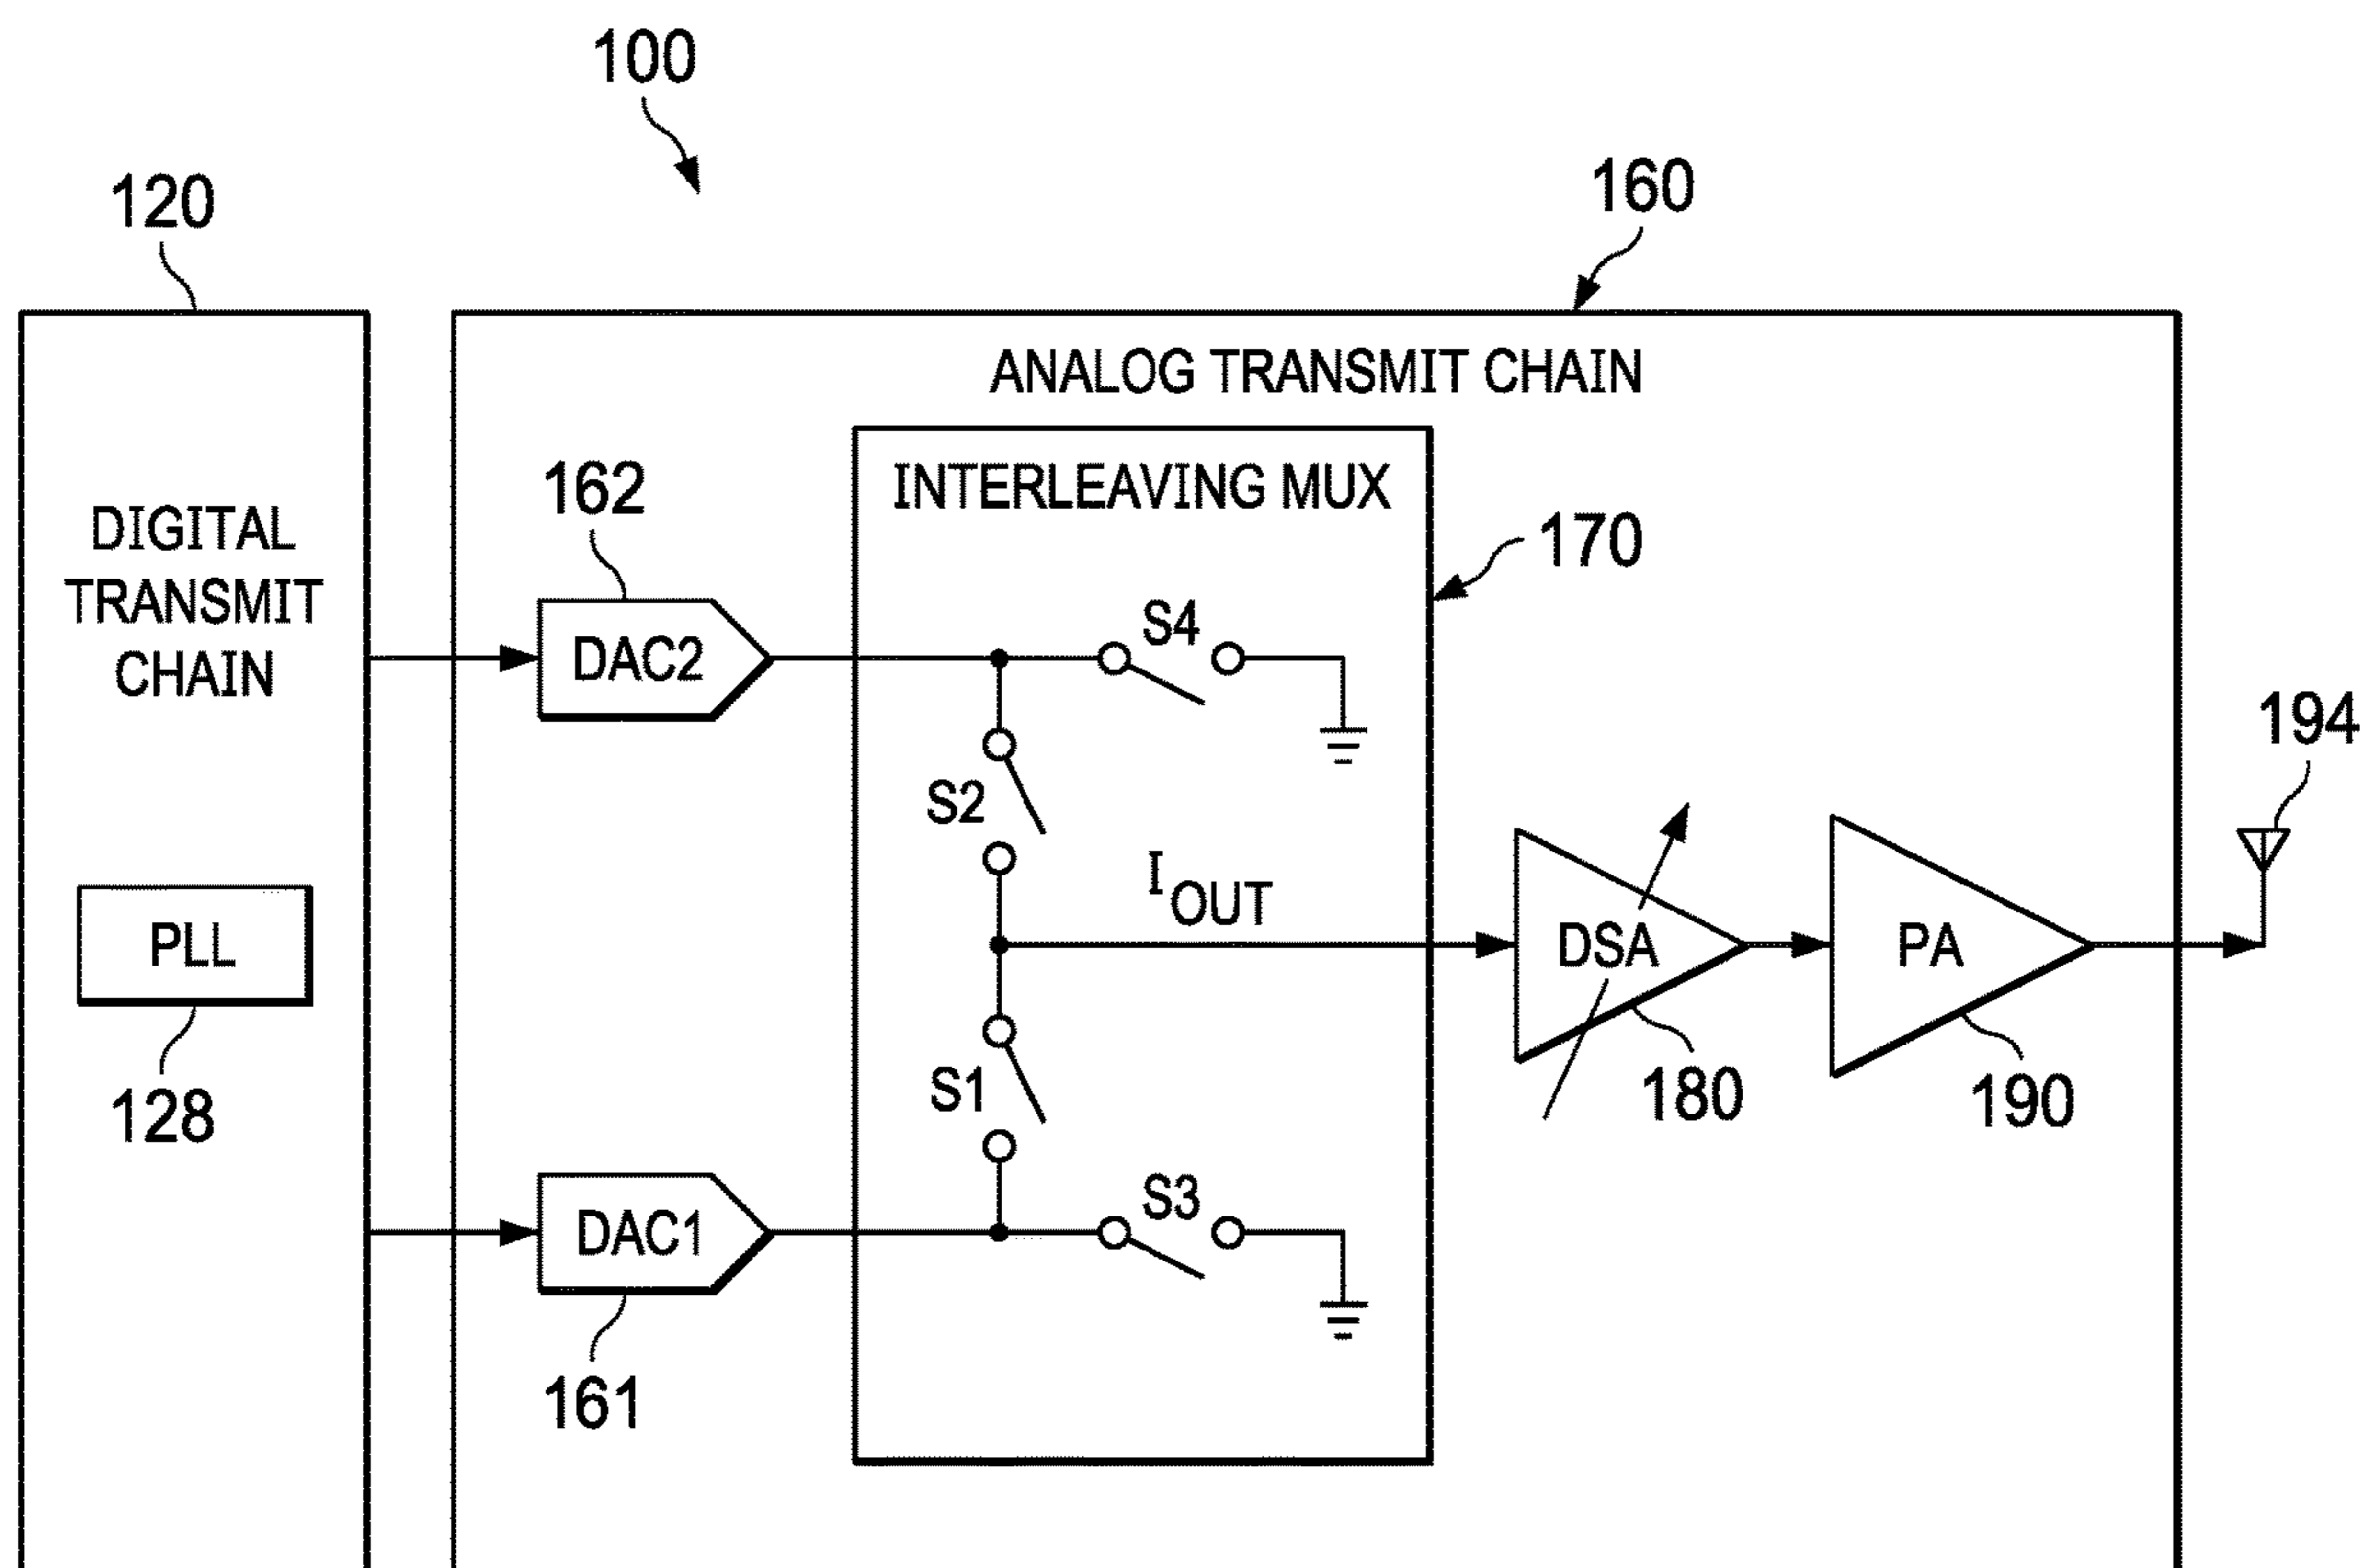 100
120
160
ANALOG TRANSMIT CHAIN
162
INTERLEAVING MUX
170
DIGITAL
TRANSMIT
CHAIN
DAC2
S4
194
S2
I OUT
PLL
DSA
PA
128
S1
180
190
DAC1
S3
161